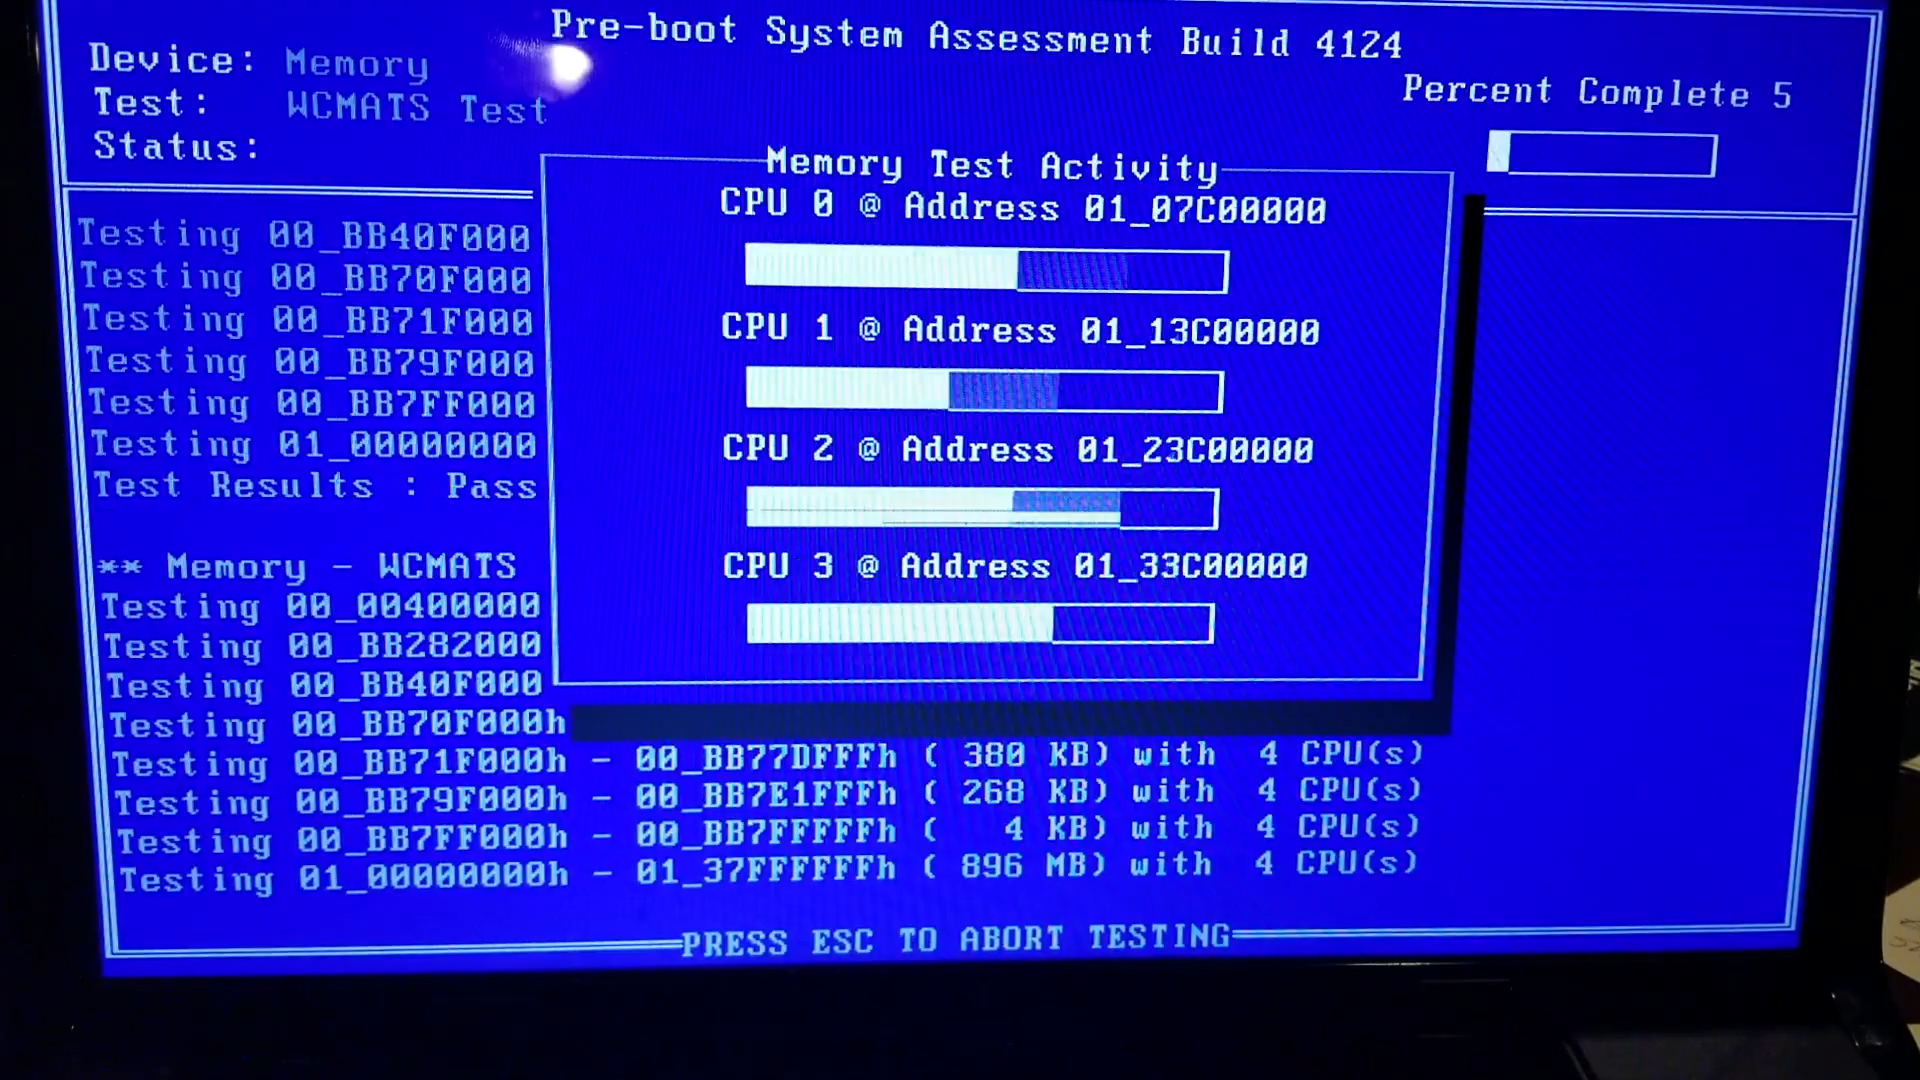 Pre-boot System Assessment Build 4124
Device: Memory
Test: WCMATS Test
Status:
Percent Complete 5
Memory Test Activity
CPU 0 @ Address 01_07C00000
CPU 1 @ Address 01_13C00000
CPU 2 @ Address 01_23C00000
CPU 3 @ Address 01_33C00000
Testing 00_BB40F000
Testing 00_BB70F000
Testing 00_BB71F000
Testing 00_BB79F000
Testing 00_BB7FF000
Testing 01_00000000
Test Results : Pass
** Memory - WCMATS
Testing 00_00400000
Testing 00_BB282000
Testing 00_BB40F000
Testing 00_BB70F000h
Testing 00_BB71F000h - 00_BB77DFFFh ( 380 KB) with 4 CPU(s)
Testing 00_BB79F000h - 00_BB7E1FFFh ( 268 KB) with 4 CPU(s)
Testing 00_BB7FF000h - 00_BB7FFFFFh ( 4 KB) with 4 CPU(s)
Testing 01_00000000h - 01_37FFFFFFh ( 896 MB) with 4 CPU(s)
PRESS ESC TO ABORT TESTING